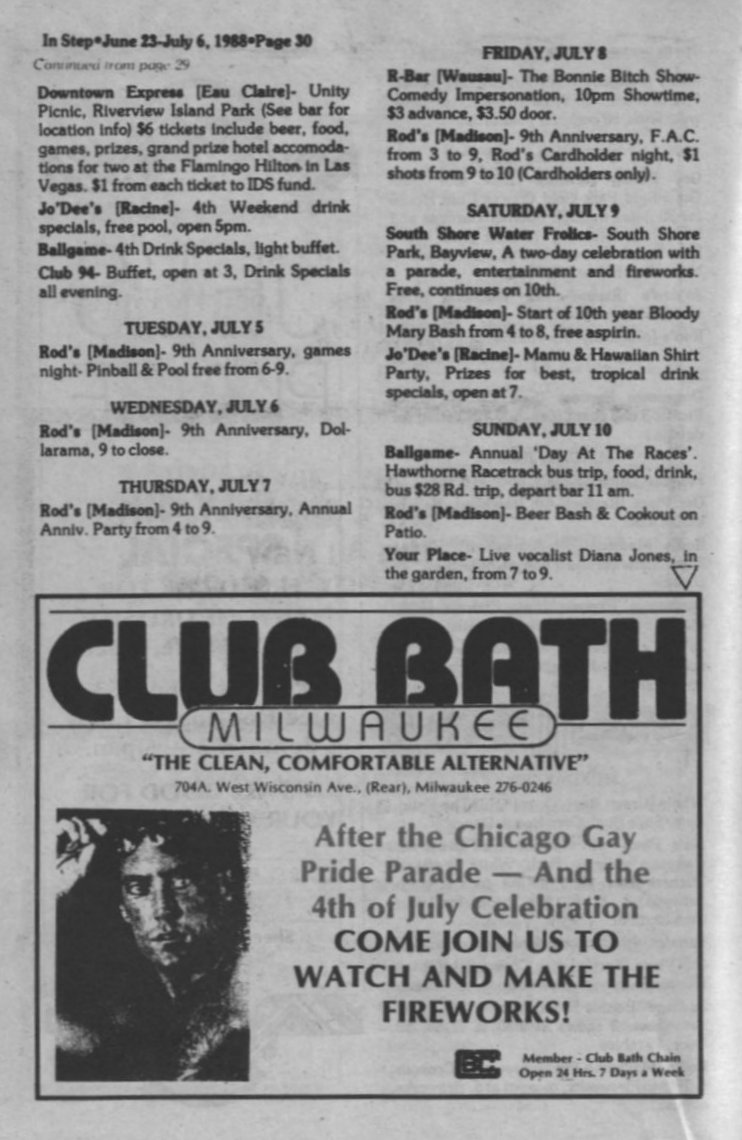 In Step•June 23-July 6, 1988•Page 30
Continued from page 29
Downtown Express [Eau Claire]- Unity
Picnic, Riverview Island Park (See bar for
location info) $6 tickets include beer, food,
games, prizes, grand prize hotel accomoda-
tions for two at the Flamingo Hilton in Las
Vegas. $1 from each ticket to IDS fund.
Jo'Dee's [Racine]- 4th Weekend drink
specials, free pool, open 5pm.
Ballgame- 4th Drink Specials, light buffet.
Club 94- Buffet, open at 3, Drink Specials
all evening.
TUESDAY, JULY 5
Rod's [Madison]- 9th Anniversary, games
night- Pinball & Pool free from 6-9.
WEDNESDAY, JULY 6
Rod's [Madison]- 9th Anniversary, Dol-
larama, 9 to close.
THURSDAY, JULY 7
Rod's [Madison]- 9th Anniversary, Annual
Anniv. Party from 4 to 9.
FRIDAY, JULY 8
R-Bar [Wausau]- The Bonnie Bitch Show-
Comedy Impersonation, 10pm Showtime,
$3 advance, $3.50 door.
Rod's [Madison]- 9th Anniversary, F.A.C.
from 3 to 9, Rod's Cardholder night, $1
shots from 9 to 10 (Cardholders only).
SATURDAY, JULY 9
South Shore Water Frolics- South Shore
Park, Bayview, A two-day celebration with
a parade, entertainment and fireworks.
Free, continues on 10th.
Rod's [Madison]- Start of 10th year Bloody
Mary Bash from 4 to 8, free aspirin.
Jo'Dee's [Racine]- Mamu & Hawaiian Shirt
Party, Prizes for best, tropical drink
specials, open at 7.
SUNDAY, JULY 10
Ballgame- Annual 'Day At The Races'.
Hawthorne Racetrack bus trip, food, drink,
bus $28 Rd. trip, depart bar 11 am.
Rod's [Madison]- Beer Bash & Cookout on
Patio.
Your Place- Live vocalist Diana Jones, in
the garden, from 7 to 9.
CLUB BATH
MILWAUKEE
"THE CLEAN, COMFORTABLE ALTERNATIVE"
704A. West Wisconsin Ave., (Rear), Milwaukee 276-0246
After the Chicago Gay
Pride Parade — And the
4th of July Celebration
COME JOIN US TO
WATCH AND MAKE THE
FIREWORKS!
Member - Club Bath Chain
Open 24 Hrs. 7 Days a Week